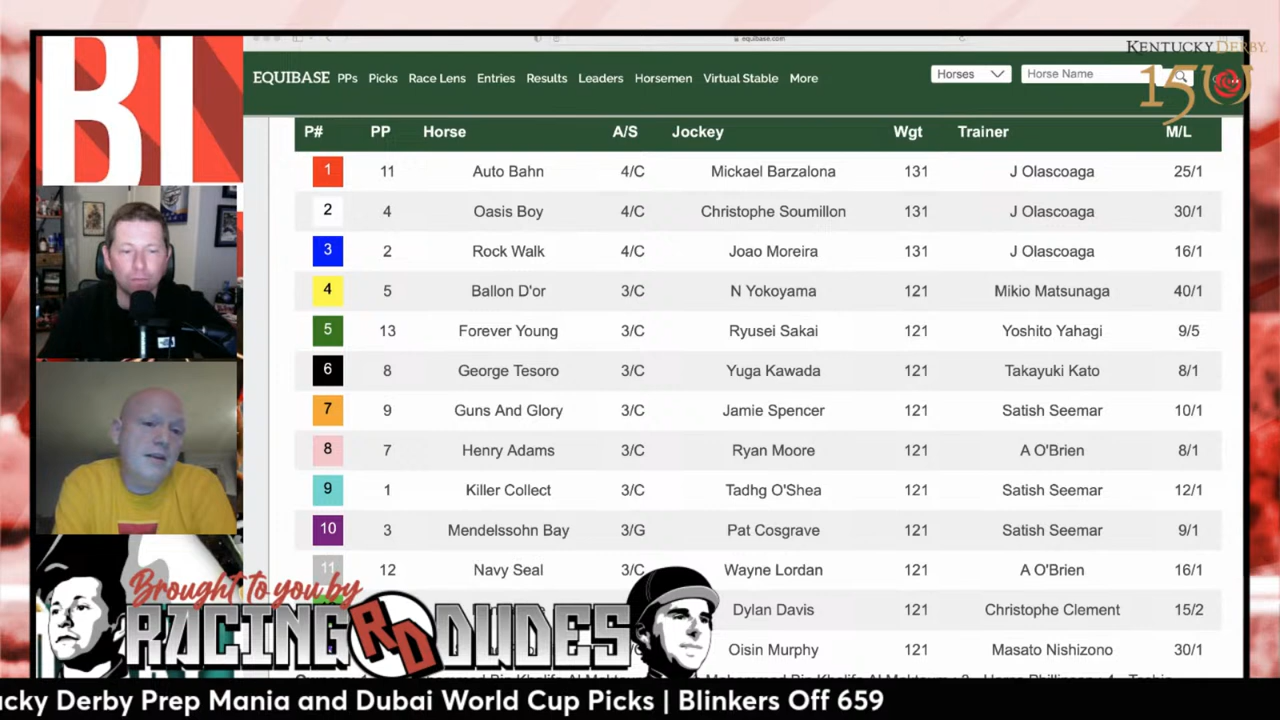 BL
KENTUCKY DERBY
150
equibase.com
EQUIBASE PPs Picks Race Lens Entries Results Leaders Horsemen Virtual Stable More Horses Horse Name
P# PP Horse A/S Jockey Wgt Trainer M/L
1 11 Auto Bahn 4/C Mickael Barzalona 131 J Olascoaga 25/1
2 4 Oasis Boy 4/C Christophe Soumillon 131 J Olascoaga 30/1
3 2 Rock Walk 4/C Joao Moreira 131 J Olascoaga 16/1
4 5 Ballon D'or 3/C N Yokoyama 121 Mikio Matsunaga 40/1
5 13 Forever Young 3/C Ryusei Sakai 121 Yoshito Yahagi 9/5
6 8 George Tesoro 3/C Yuga Kawada 121 Takayuki Kato 8/1
7 9 Guns And Glory 3/C Jamie Spencer 121 Satish Seemar 10/1
8 7 Henry Adams 3/C Ryan Moore 121 A O'Brien 8/1
9 1 Killer Collect 3/C Tadhg O'Shea 121 Satish Seemar 12/1
10 3 Mendelssohn Bay 3/G Pat Cosgrave 121 Satish Seemar 9/1
11 12 Navy Seal 3/C Wayne Lordan 121 A O'Brien 16/1
Dylan Davis 121 Christophe Clement 15/2
Oisin Murphy 121 Masato Nishizono 30/1
Brought to you by
RACING RD DUDES
ucky Derby Prep Mania and Dubai World Cup Picks | Blinkers Off 659